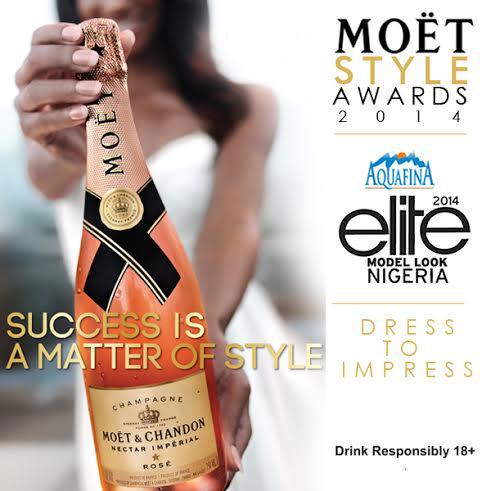 MOËT
SUCCESS IS
A MATTER OF STYLE
CHAMPAGNE
MOËT & CHANDON
NECTAR IMPÉRIAL
ROSÉ
MOËT
STYLE
AWARDS
2014
AQUAFINA
2014
elite
MODEL LOOK
NIGERIA
DRESS
TO
IMPRESS
Drink Responsibly 18+